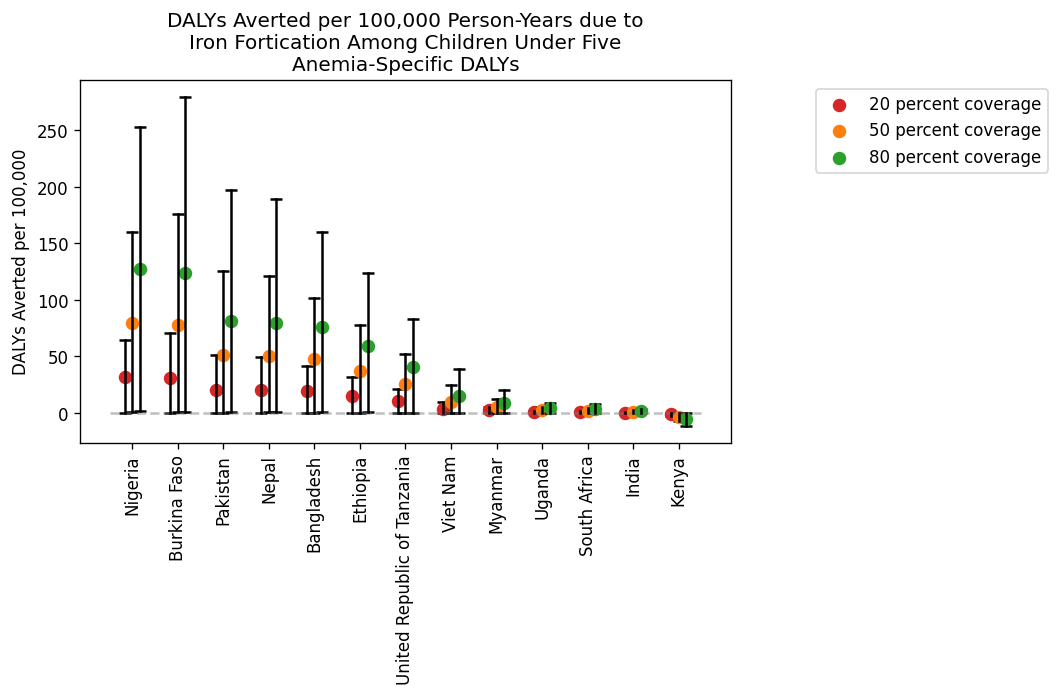 DALYs Averted per 100,000 Person-Years due to
Iron Fortication Among Children Under Five
Anemia-Specific DALYs
20 percent coverage
50 percent coverage
80 percent coverage
DALYs Averted per 100,000
250
200
150
100
50
0
Nigeria
Burkina Faso
Pakistan
Nepal
Bangladesh
Ethiopia
United Republic of Tanzania
Viet Nam
Myanmar
Uganda
South Africa
India
Kenya